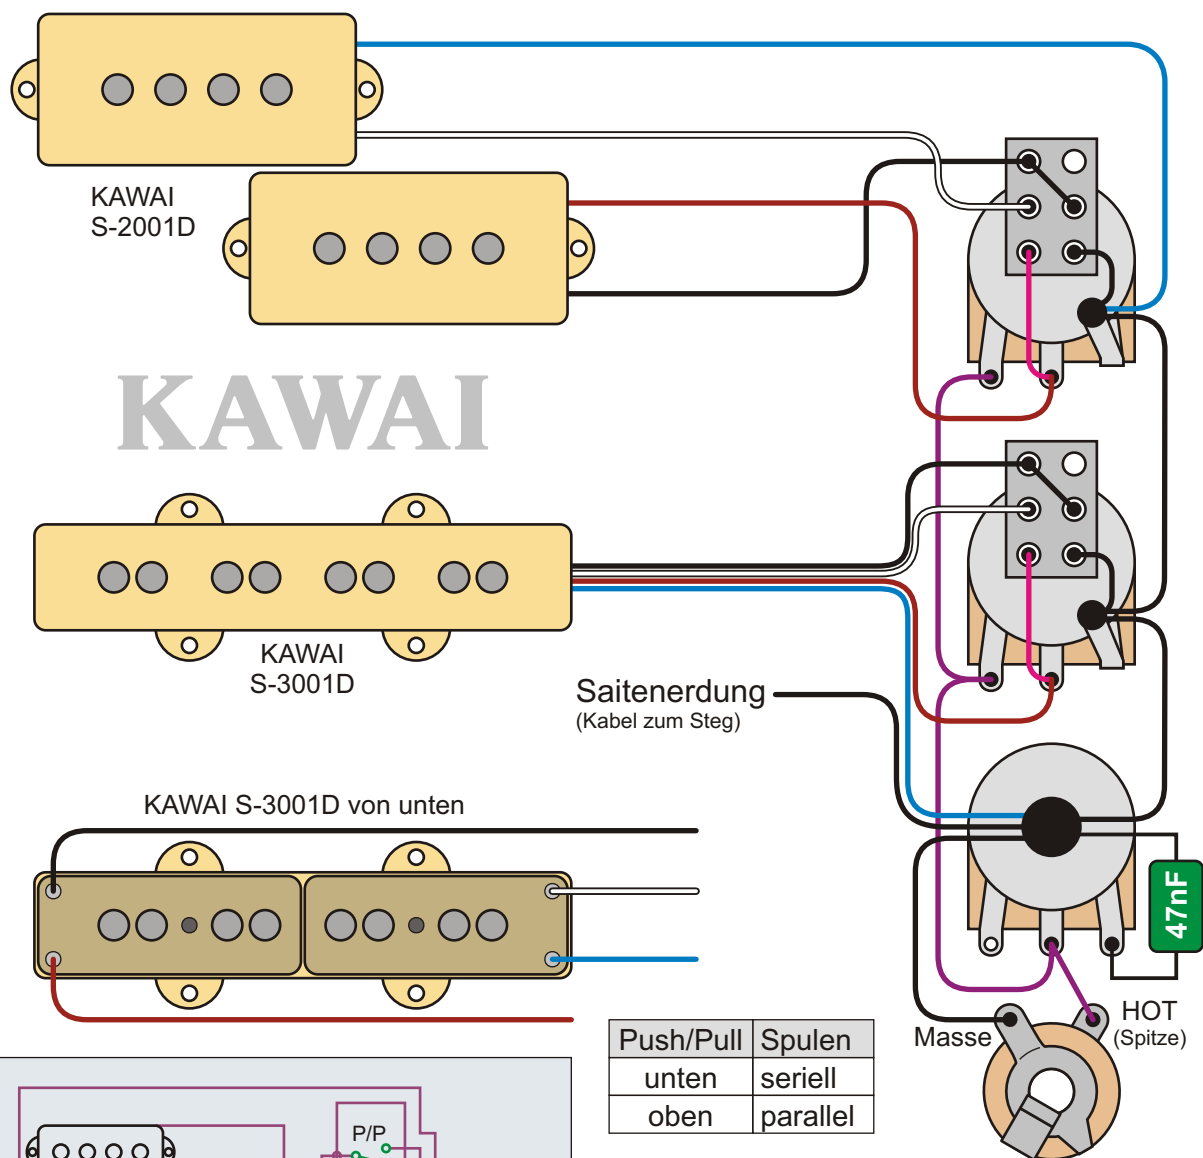 KAWAI
S-2001D
KAWAI
KAWAI
S-3001D
Saitenerdung
(Kabel zum Steg)
KAWAI S-3001D von unten
47nF
HOT
(Spitze)
Masse
Push/Pull Spulen
unten seriell
oben parallel
P/P